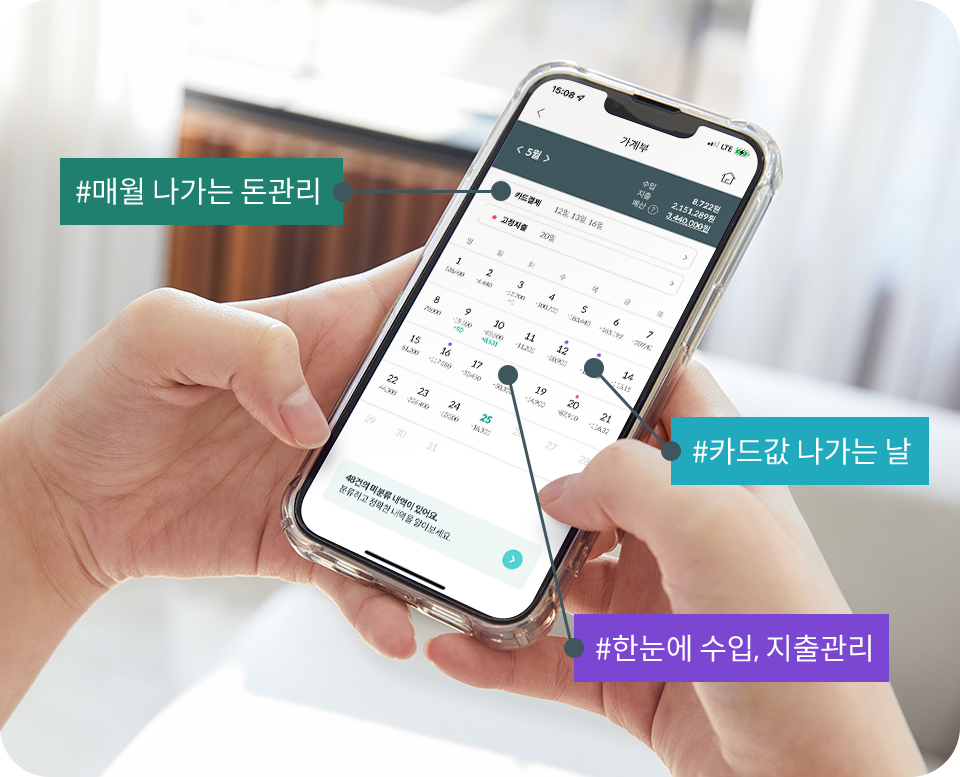 15:08
LTE
가계부
5월
수입 8,722원
지출 2,151,289원
예산 ? 3,440,000원
#매월 나가는 돈관리
카드결제 12일, 13일, 16일
고정지출 20일
월 일 화 수 목 금 토
1 2 3 4 5 6 7
-6,440 -100,700
8 9 10 11 12 14
+8,531
15 16 17 19 20 21
22 23 24 25 27 28
29 30 31
#카드값 나가는 날
48건의 미분류 내역이 있어요.
분류하고 정확한 내역을 알아보세요.
#한눈에 수입, 지출관리